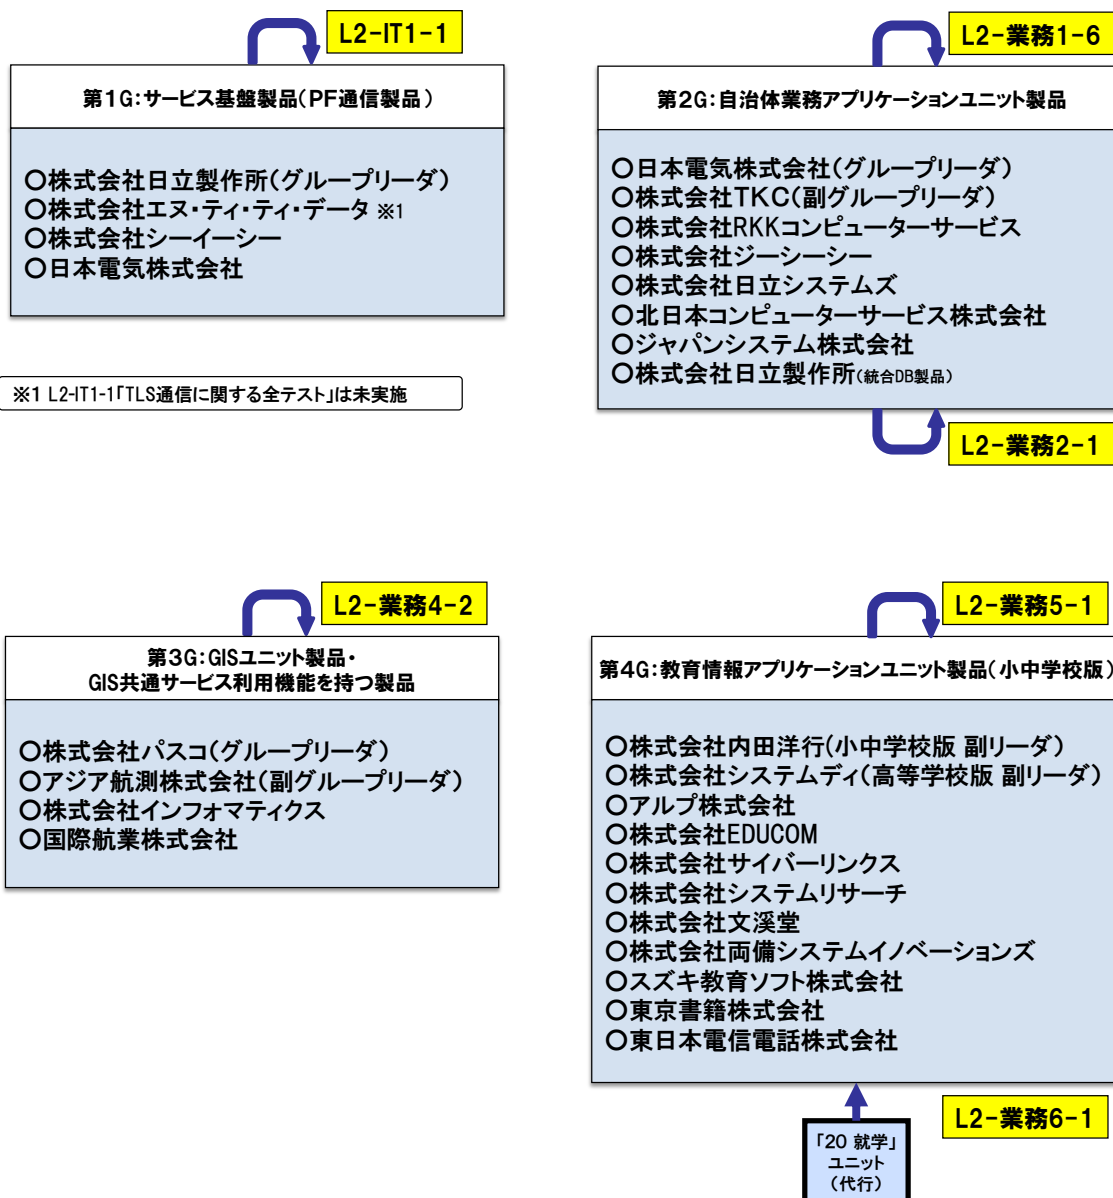 L2-IT1-1
第1G:サービス基盤製品(PF通信製品)
○株式会社日立製作所(グループリーダ)
○株式会社エヌ・ティ・ティ・データ ※1
○株式会社シーイーシー
○日本電気株式会社
※1 L2-IT1-1「TLS通信に関する全テスト」は未実施
L2-業務1-6
第2G:自治体業務アプリケーションユニット製品
○日本電気株式会社(グループリーダ)
○株式会社TKC(副グループリーダ)
○株式会社RKKコンピューターサービス
○株式会社ジーシーシー
○株式会社日立システムズ
○北日本コンピューターサービス株式会社
○ジャパンシステム株式会社
○株式会社日立製作所(統合DB製品)
L2-業務2-1
L2-業務4-2
第3G:GISユニット製品・
GIS共通サービス利用機能を持つ製品
○株式会社パスコ(グループリーダ)
○アジア航測株式会社(副グループリーダ)
○株式会社インフォマティクス
○国際航業株式会社
L2-業務5-1
第4G:教育情報アプリケーションユニット製品(小中学校版)
○株式会社内田洋行(小中学校版 副リーダ)
○株式会社システムディ(高等学校版 副リーダ)
○アルプ株式会社
○株式会社EDUCOM
○株式会社サイバーリンクス
○株式会社システムリサーチ
○株式会社文溪堂
○株式会社両備システムイノベーションズ
○スズキ教育ソフト株式会社
○東京書籍株式会社
○東日本電信電話株式会社
L2-業務6-1
「20 就学」
ユニット
(代行)